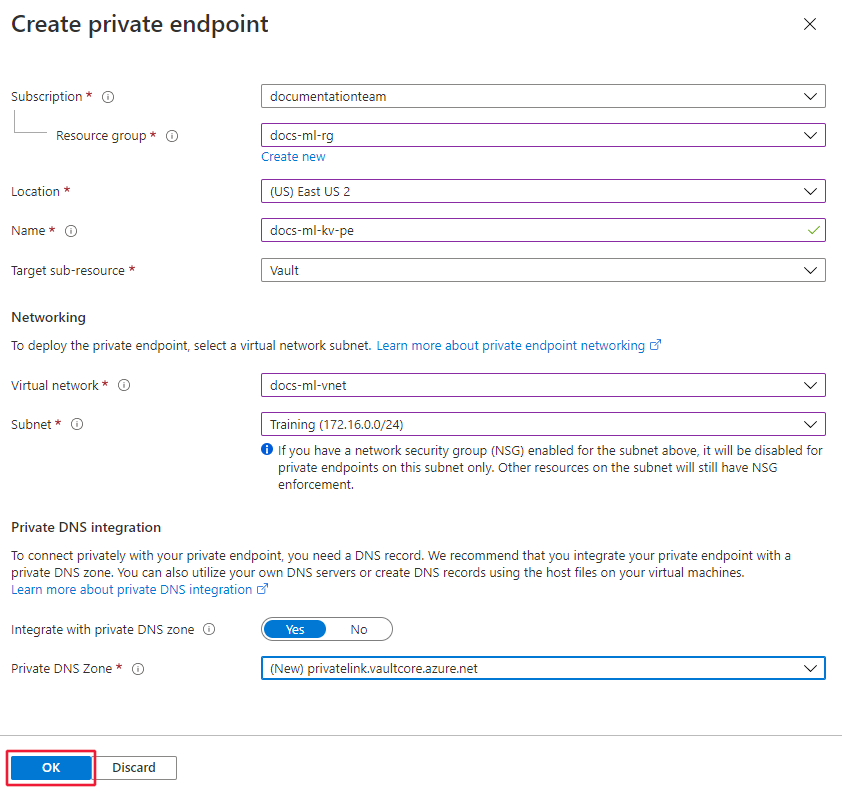 Create private endpoint
Subscription *
documentationteam
Resource group *
docs-ml-rg
Create new
Location *
(US) East US 2
Name *
docs-ml-kv-pe
Target sub-resource *
Vault
Networking
To deploy the private endpoint, select a virtual network subnet. Learn more about private endpoint networking
Virtual network *
docs-ml-vnet
Subnet *
Training (172.16.0.0/24)
If you have a network security group (NSG) enabled for the subnet above, it will be disabled for
private endpoints on this subnet only. Other resources on the subnet will still have NSG
enforcement.
Private DNS integration
To connect privately with your private endpoint, you need a DNS record. We recommend that you integrate your private endpoint with a
private DNS zone. You can also utilize your own DNS servers or create DNS records using the host files on your virtual machines.
Learn more about private DNS integration
Integrate with private DNS zone
Yes
No
Private DNS Zone *
(New) privatelink.vaultcore.azure.net
OK
Discard